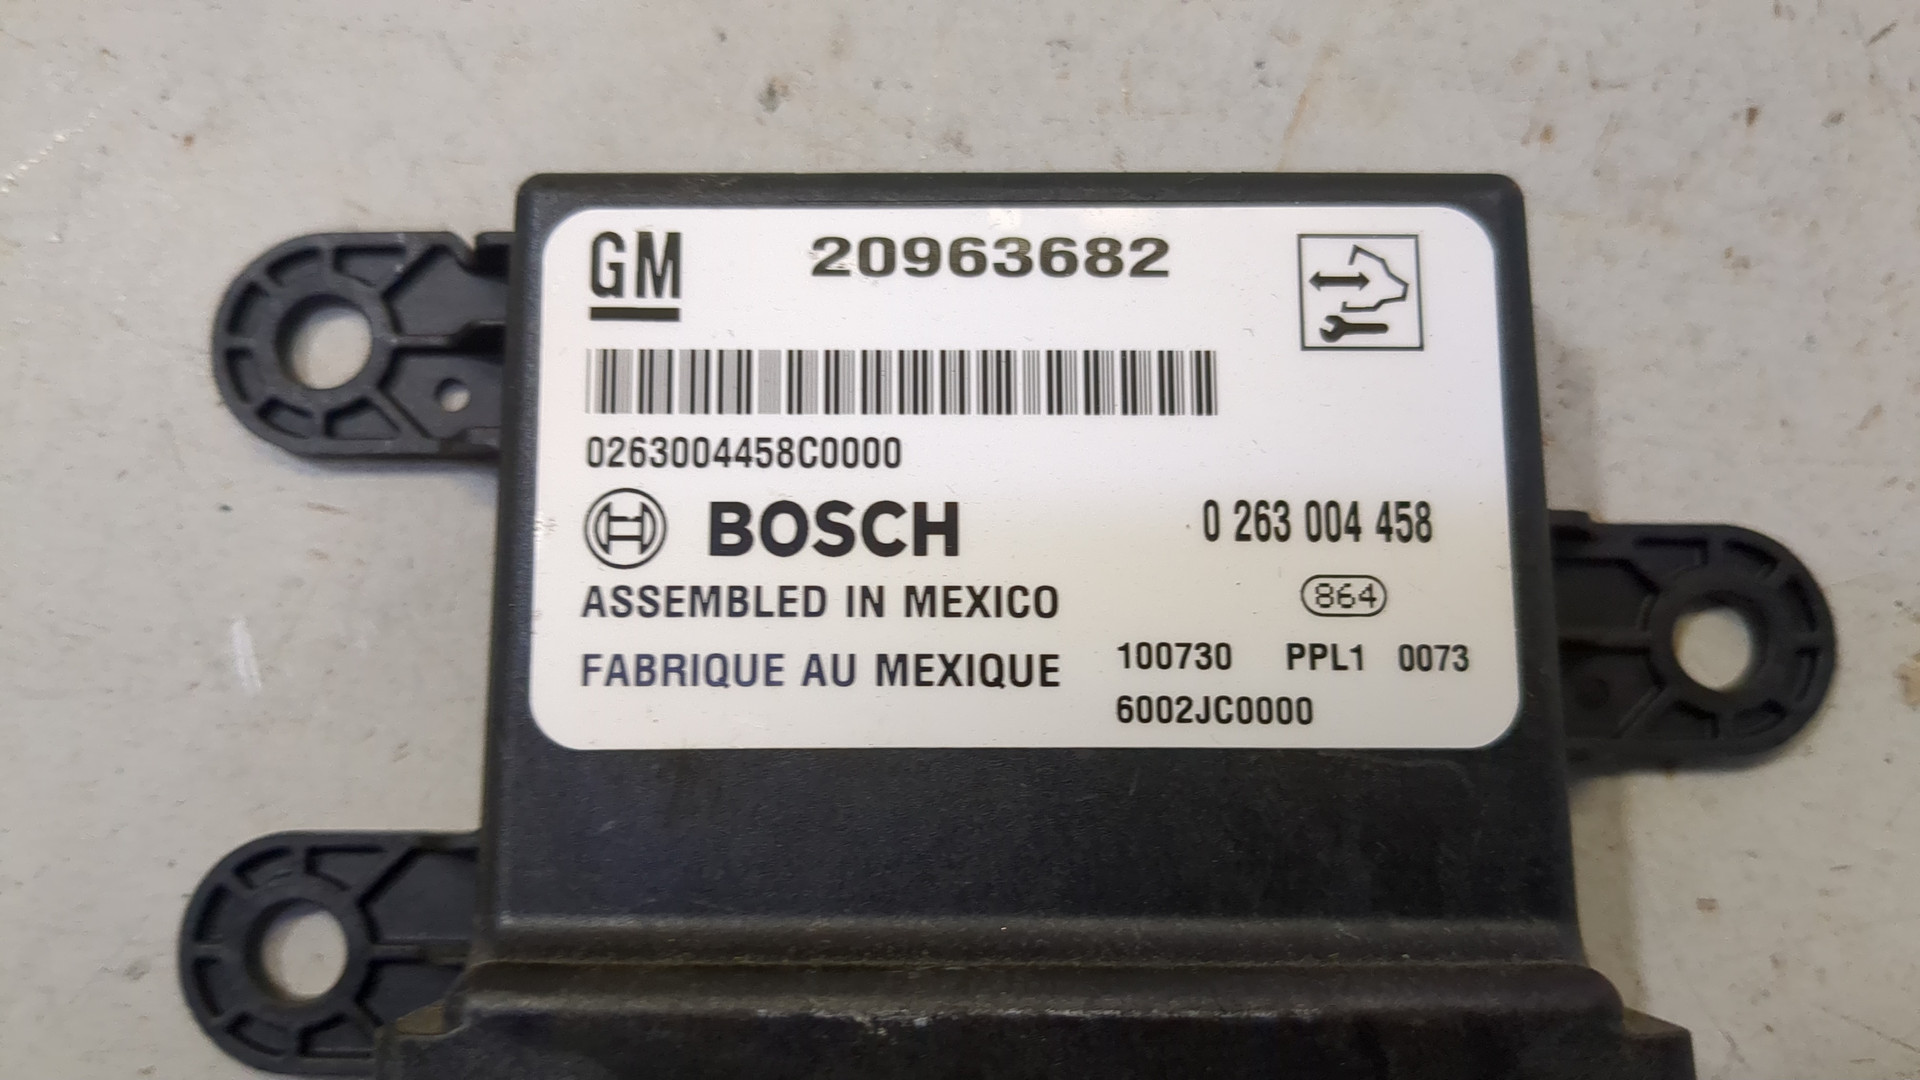 GM 20963682
0263004458C0000
BOSCH 0 263 004 458
ASSEMBLED IN MEXICO 864
FABRIQUE AU MEXIQUE 100730 PPL1 0073
6002JC0000